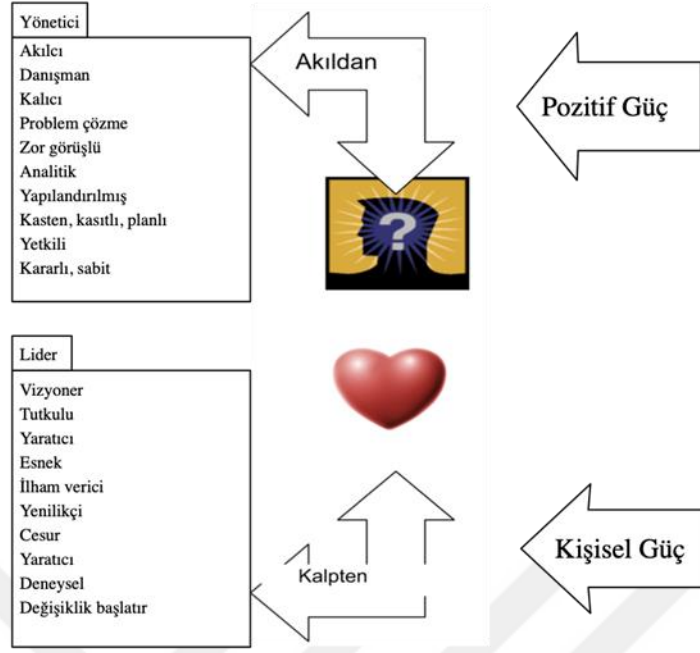 Yönetici
Akılcı
Danışman
Kalıcı
Problem çözme
Zor görüşlü
Analitik
Yapılandırılmış
Kasten, kasıtlı, planlı
Yetkili
Kararlı, sabit
Akıldan
?
Pozitif Güç
Lider
Vizyoner
Tutkulu
Yaratıcı
Esnek
İlham verici
Yenilikçi
Cesur
Yaratıcı
Deneysel
Değişiklik başlatır
Kalpten
Kişisel Güç